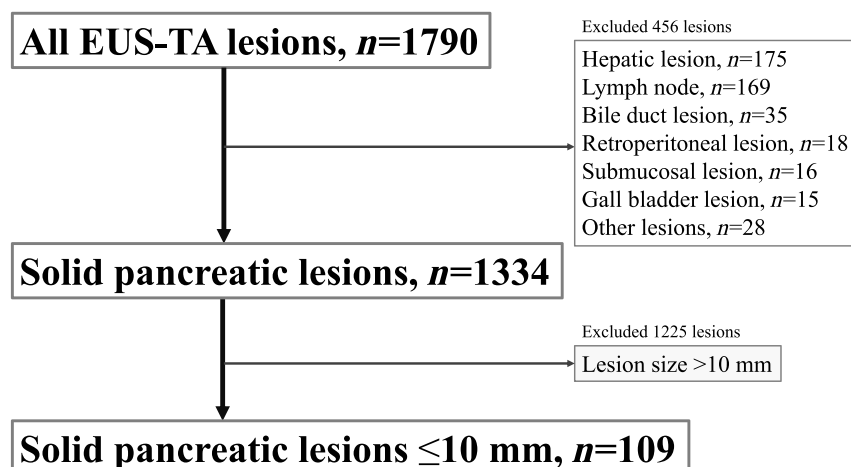 All EUS-TA lesions, n=1790
Excluded 456 lesions
Hepatic lesion, n=175
Lymph node, n=169
Bile duct lesion, n=35
Retroperitoneal lesion, n=18
Submucosal lesion, n=16
Gall bladder lesion, n=15
Other lesions, n=28
Solid pancreatic lesions, n=1334
Excluded 1225 lesions
Lesion size >10 mm
Solid pancreatic lesions ≤10 mm, n=109